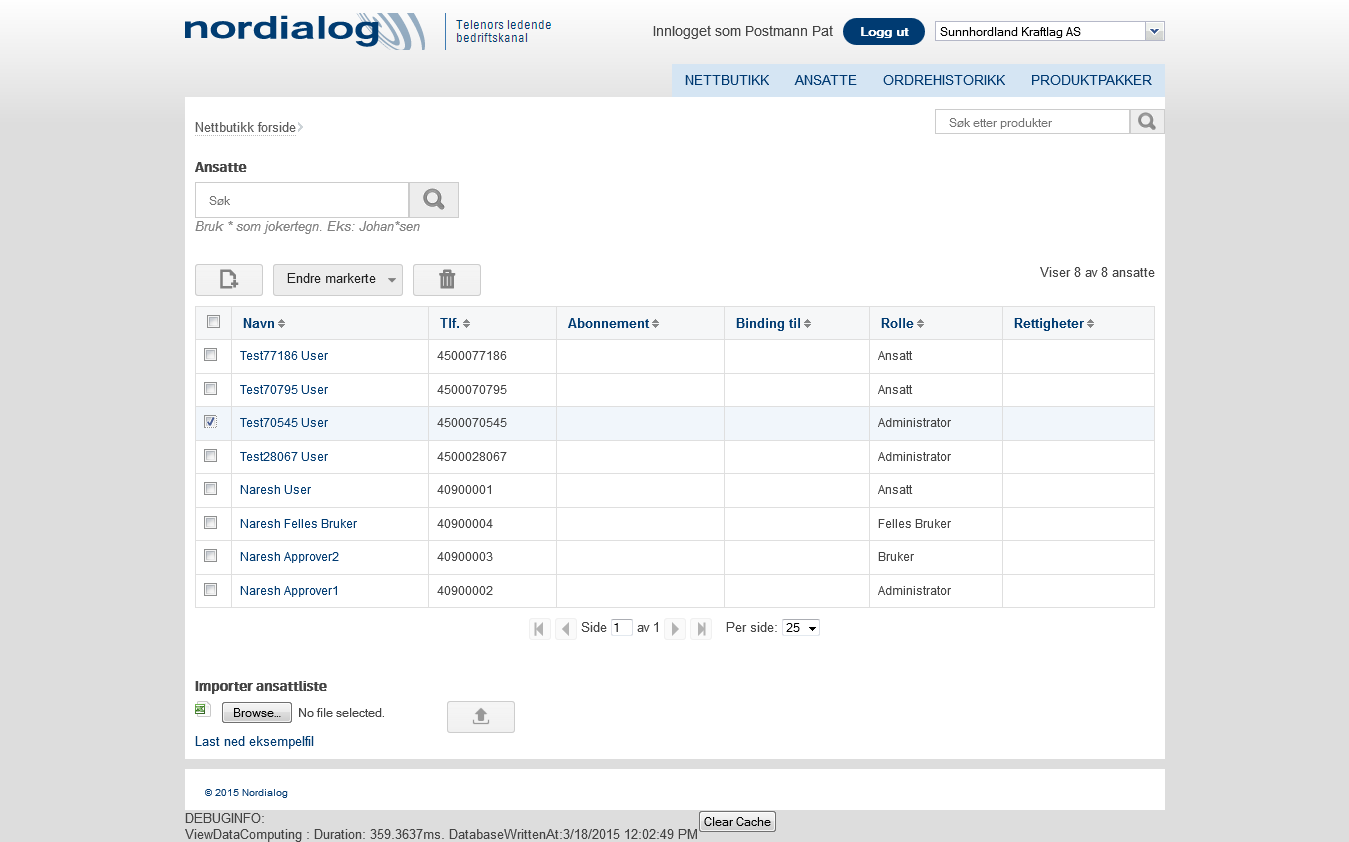 nordialog
Telenors ledende
bedriftskanal
Innlogget som Postmann Pat
Logg ut
Sunnhordland Kraftlag AS
NETTBUTIKK ANSATTE ORDREHISTORIKK PRODUKTPAKKER
Nettbutikk forside
Søk etter produkter
Ansatte
Søk
Bruk * som jokertegn. Eks: Johan*sen
Endre markerte
Viser 8 av 8 ansatte
Navn Tlf. Abonnement Binding til Rolle Rettigheter
Test77186 User 4500077186 Ansatt
Test70795 User 4500070795 Ansatt
Test70545 User 4500070545 Administrator
Test28067 User 4500028067 Administrator
Naresh User 40900001 Ansatt
Naresh Felles Bruker 40900004 Felles Bruker
Naresh Approver2 40900003 Bruker
Naresh Approver1 40900002 Administrator
Side 1 av 1 Per side: 25
Importer ansattliste
Browse... No file selected.
Last ned eksempelfil
© 2015 Nordialog
DEBUGINFO:
ViewDataComputing : Duration: 359.3637ms. DatabaseWrittenAt:3/18/2015 12:02:49 PM
Clear Cache